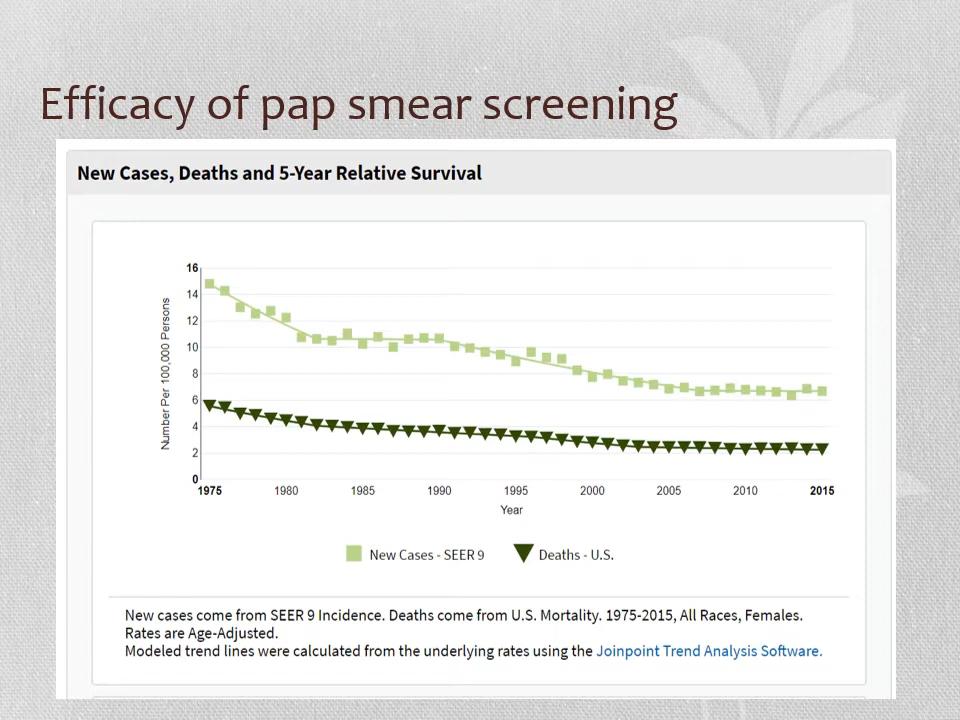 Efficacy of pap smear screening
New Cases, Deaths and 5-Year Relative Survival
16
14
12
10
8
6
4
2
0
Number Per 100,000 Persons
1975 1980 1985 1990 1995 2000 2005 2010 2015
Year
New Cases - SEER 9 Deaths - U.S.
New cases come from SEER 9 Incidence. Deaths come from U.S. Mortality. 1975-2015, All Races, Females.
Rates are Age-Adjusted.
Modeled trend lines were calculated from the underlying rates using the Joinpoint Trend Analysis Software.